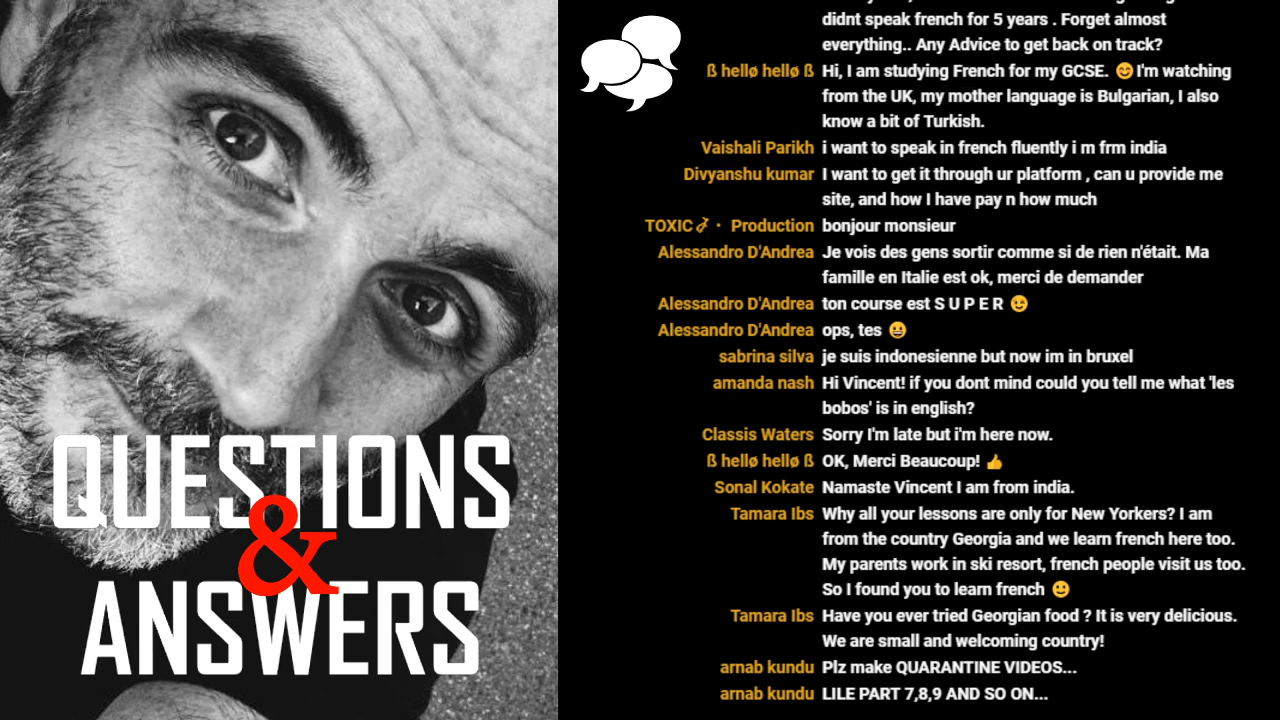 QUESTIONS
&
ANSWERS
didnt speak french for 5 years . Forget almost
everything.. Any Advice to get back on track?
ß hellø hellø ß Hi, I am studying French for my GCSE. 😊I'm watching
from the UK, my mother language is Bulgarian, I also
know a bit of Turkish.
Vaishali Parikh i want to speak in french fluently i m frm india
Divyanshu kumar I want to get it through ur platform , can u provide me
site, and how I have pay n how much
TOXIC ・ Production bonjour monsieur
Alessandro D'Andrea Je vois des gens sortir comme si de rien n'était. Ma
famille en Italie est ok, merci de demander
Alessandro D'Andrea ton course est S U P E R 😉
Alessandro D'Andrea ops, tes 😀
sabrina silva je suis indonesienne but now im in bruxel
amanda nash Hi Vincent! if you dont mind could you tell me what 'les
bobos' is in english?
Classis Waters Sorry I'm late but i'm here now.
ß hellø hellø ß OK, Merci Beaucoup! 👍
Sonal Kokate Namaste Vincent I am from india.
Tamara Ibs Why all your lessons are only for New Yorkers? I am
from the country Georgia and we learn french here too.
My parents work in ski resort, french people visit us too.
So I found you to learn french 🙂
Tamara Ibs Have you ever tried Georgian food ? It is very delicious.
We are small and welcoming country!
arnab kundu Plz make QUARANTINE VIDEOS...
arnab kundu LILE PART 7,8,9 AND SO ON...